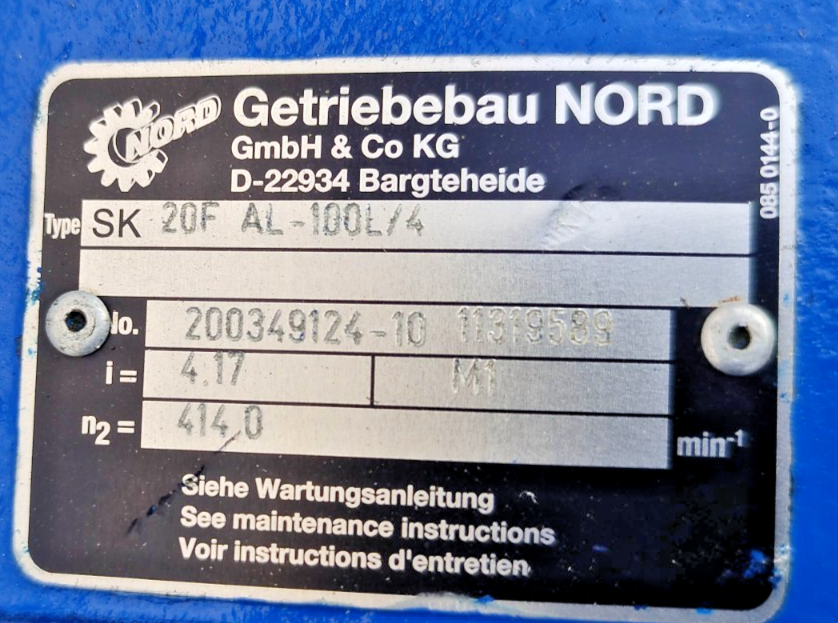 NORD
Getriebebau NORD
GmbH & Co KG
D-22934 Bargteheide
085 0144-0
Type SK 20F AL-100L/4
No. 200349124-10 11319589
i = 4.17 M1
n2 = 414.0 min-1
Siehe Wartungsanleitung
See maintenance instructions
Voir instructions d'entretien